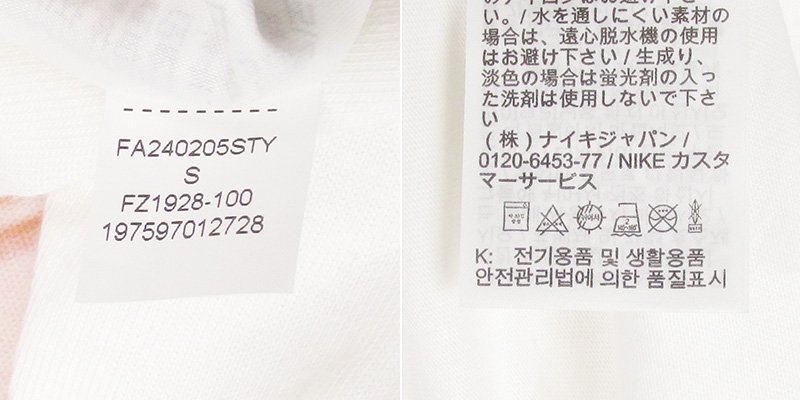 FA240205STY
S
FZ1928-100
197597012728
い。/ 水を通しにくい素材の
場合は、遠心脱水機の使用
はお避け下さい / 生成り、
淡色の場合は蛍光剤の入っ
た洗剤は使用しないで下さ
い
(株) ナイキジャパン /
0120-6453-77 / NIKE カスタ
マーサービス
K: 전기용품 및 생활용품
안전관리법에 의한 품질표시